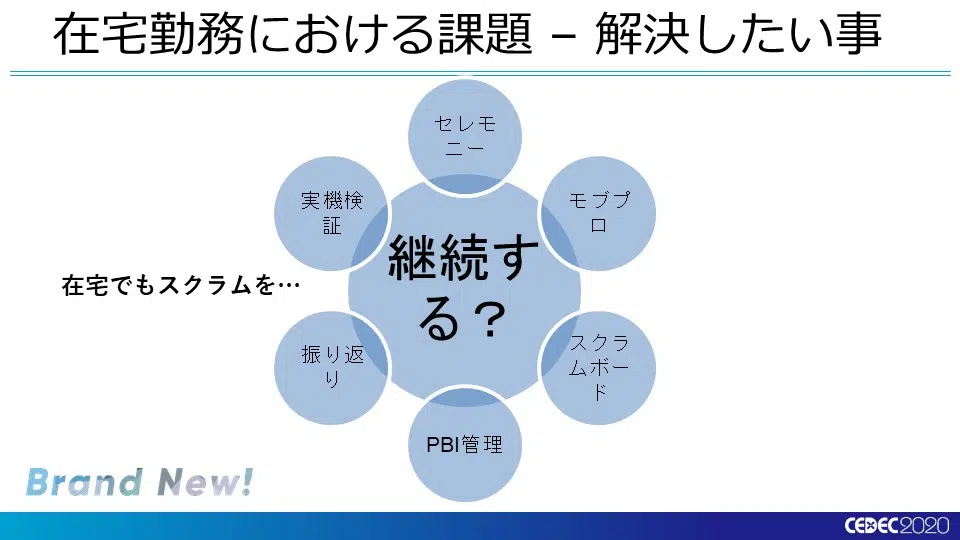 在宅勤務における課題 – 解決したい事
セレモ
ニー
実機検
証
モブプ
ロ
継続す
る？
在宅でもスクラムを…
振り返
り
スクラ
ムボー
ド
PBI管理
Brand New!
CEDEC2020